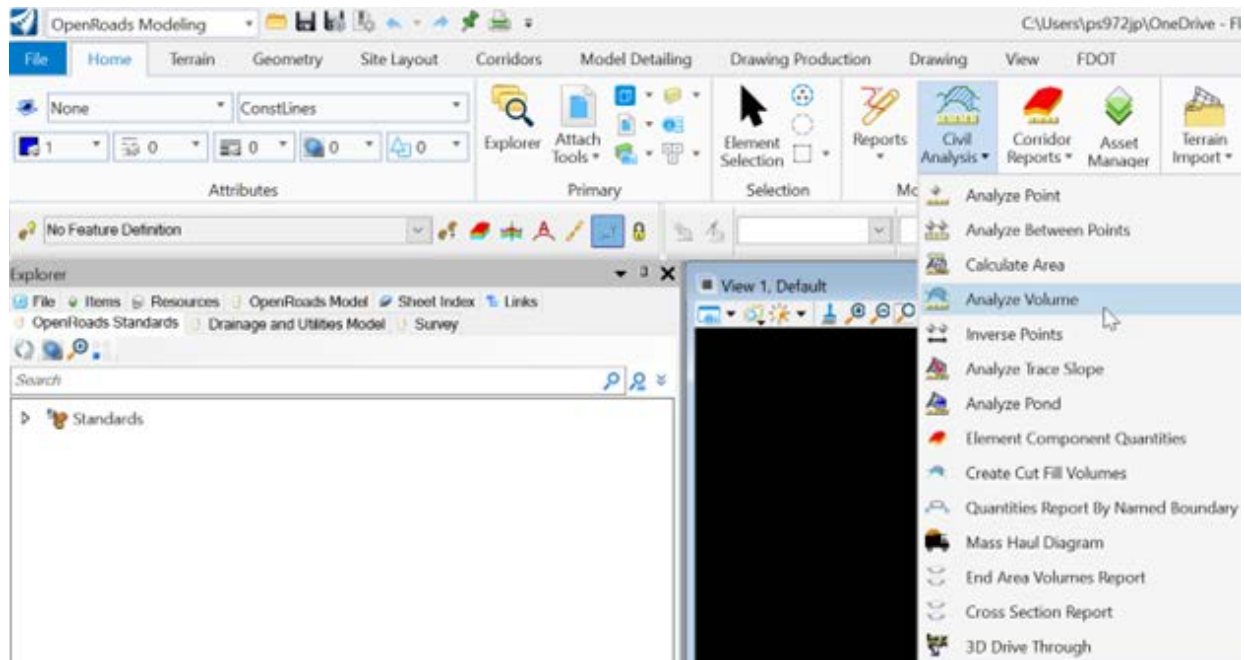 OpenRoads Modeling C:\Users\ps972jp\OneDrive - Fl
File Home Terrain Geometry Site Layout Corridors Model Detailing Drawing Production Drawing View FDOT
None ConstLines
1 0 0 0 0
Explorer Attach Tools Element Selection Reports Civil Analysis Corridor Reports Asset Manager Terrain Import
Attributes Primary Selection Mo
No Feature Definition
Explorer
File Items Resources OpenRoads Model Sheet Index Links
OpenRoads Standards Drainage and Utilities Model Survey
Search
Standards
View 1, Default
Analyze Point
Analyze Between Points
Calculate Area
Analyze Volume
Inverse Points
Analyze Trace Slope
Analyze Pond
Element Component Quantities
Create Cut Fill Volumes
Quantities Report By Named Boundary
Mass Haul Diagram
End Area Volumes Report
Cross Section Report
3D Drive Through